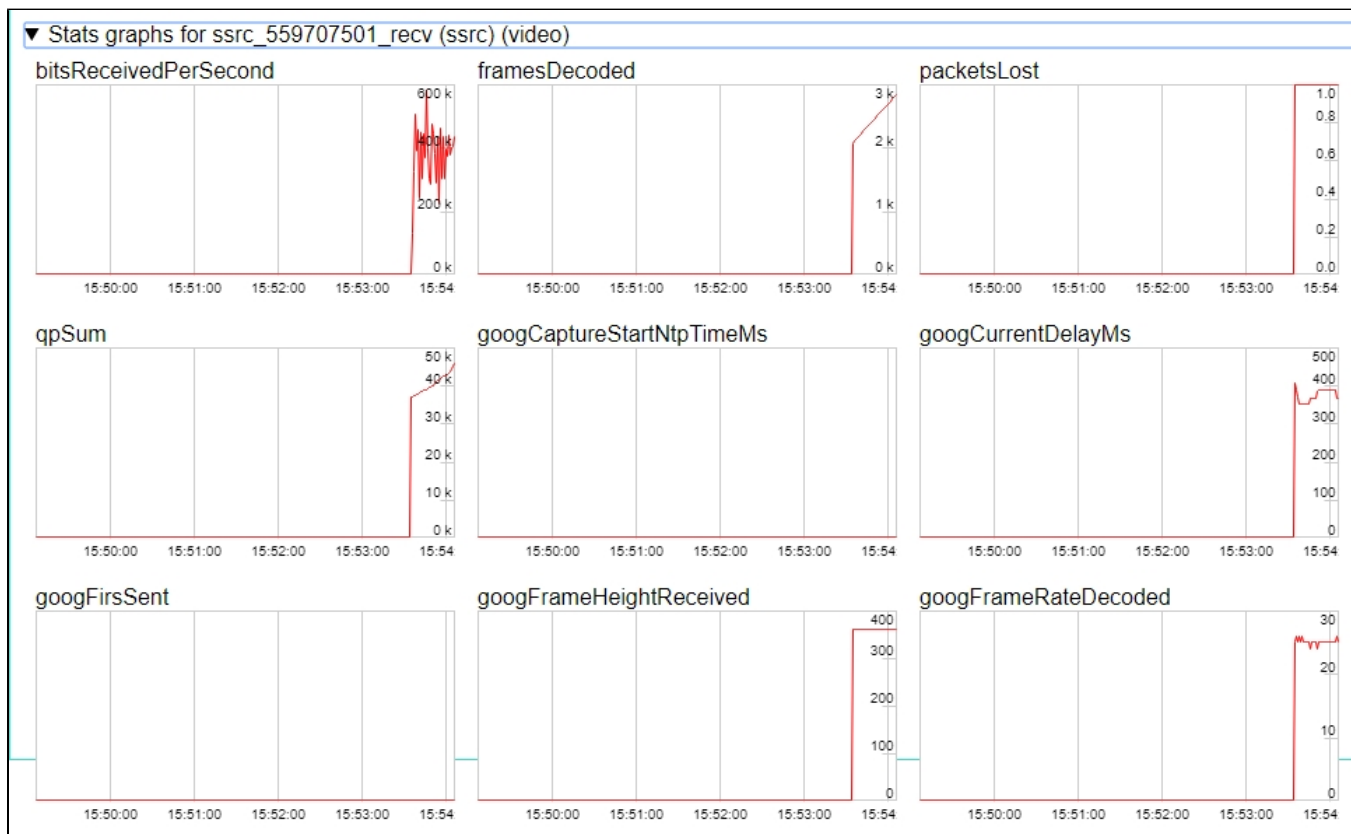 ▼ Stats graphs for ssrc_559707501_recv (ssrc) (video)
bitsReceivedPerSecond
600 k
400 k
200 k
0 k
15:50:00 15:51:00 15:52:00 15:53:00 15:54
framesDecoded
3 k
2 k
1 k
0 k
15:50:00 15:51:00 15:52:00 15:53:00 15:54
packetsLost
1.0
0.8
0.6
0.4
0.2
0.0
15:50:00 15:51:00 15:52:00 15:53:00 15:54
qpSum
50 k
40 k
30 k
20 k
10 k
0 k
15:50:00 15:51:00 15:52:00 15:53:00 15:54
googCaptureStartNtpTimeMs
15:50:00 15:51:00 15:52:00 15:53:00 15:54
googCurrentDelayMs
500
400
300
200
100
0
15:50:00 15:51:00 15:52:00 15:53:00 15:54
googFirsSent
15:50:00 15:51:00 15:52:00 15:53:00 15:54
googFrameHeightReceived
400
300
200
100
0
15:50:00 15:51:00 15:52:00 15:53:00 15:54
googFrameRateDecoded
30
20
10
0
15:50:00 15:51:00 15:52:00 15:53:00 15:54